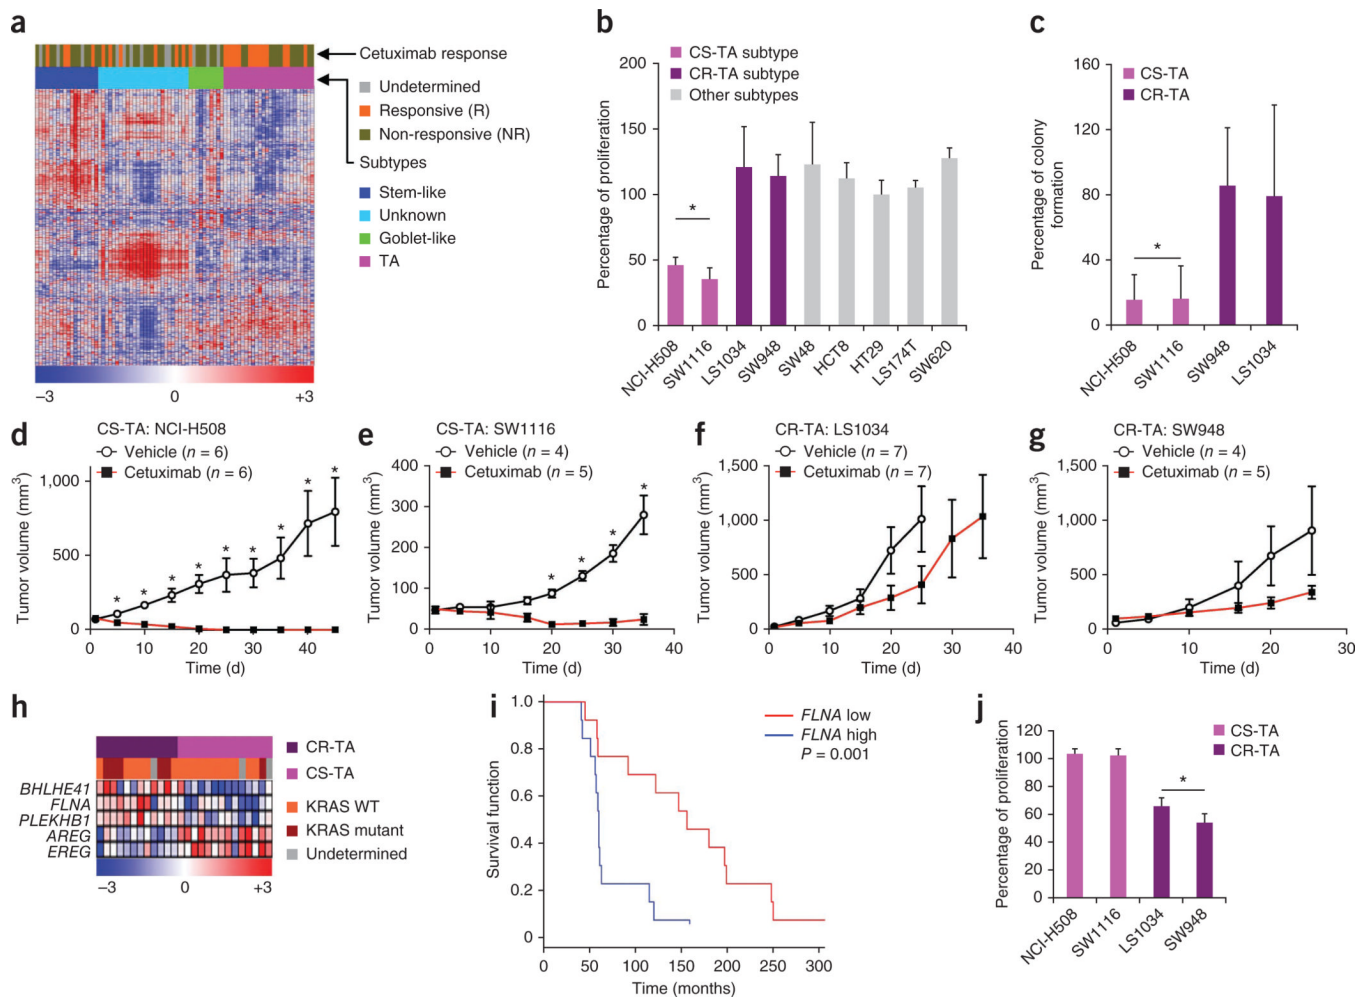 a
Cetuximab response
Undetermined
Responsive (R)
Non-responsive (NR)
Subtypes
Stem-like
Unknown
Goblet-like
TA
−3 0 +3
b
CS-TA subtype
CR-TA subtype
Other subtypes
Percentage of proliferation
200
150
100
50
0
NCI-H508
SW1116
LS1034
SW948
SW48
HCT8
HT29
LS174T
SW620
*
c
CS-TA
CR-TA
Percentage of colony
formation
160
120
80
40
0
*
NCI-H508
SW1116
SW948
LS1034
d
CS-TA: NCI-H508
Vehicle (n = 6)
Cetuximab (n = 6)
Tumor volume (mm3)
1,000
500
0
* * * * * * * * *
0 10 20 30 40
Time (d)
e
CS-TA: SW1116
Vehicle (n = 4)
Cetuximab (n = 5)
Tumor volume (mm3)
400
300
200
100
0
* * * *
0 10 20 30 40
Time (d)
f
CR-TA: LS1034
Vehicle (n = 7)
Cetuximab (n = 7)
Tumor volume (mm3)
1,500
1,000
500
0
0 10 20 30 40
Time (d)
g
CR-TA: SW948
Vehicle (n = 4)
Cetuximab (n = 5)
Tumor volume (mm3)
1,500
1,000
500
0
0 10 20 30
Time (d)
h
CR-TA
CS-TA
KRAS WT
KRAS mutant
Undetermined
BHLHE41
FLNA
PLEKHB1
AREG
EREG
−3 0 +3
i
FLNA low
FLNA high
P = 0.001
Survival function
1.0
0.8
0.6
0.4
0.2
0
0 50 100 150 200 250 300
Time (months)
j
CS-TA
CR-TA
Percentage of proliferation
120
100
80
60
40
20
0
*
NCI-H508
SW1116
LS1034
SW948